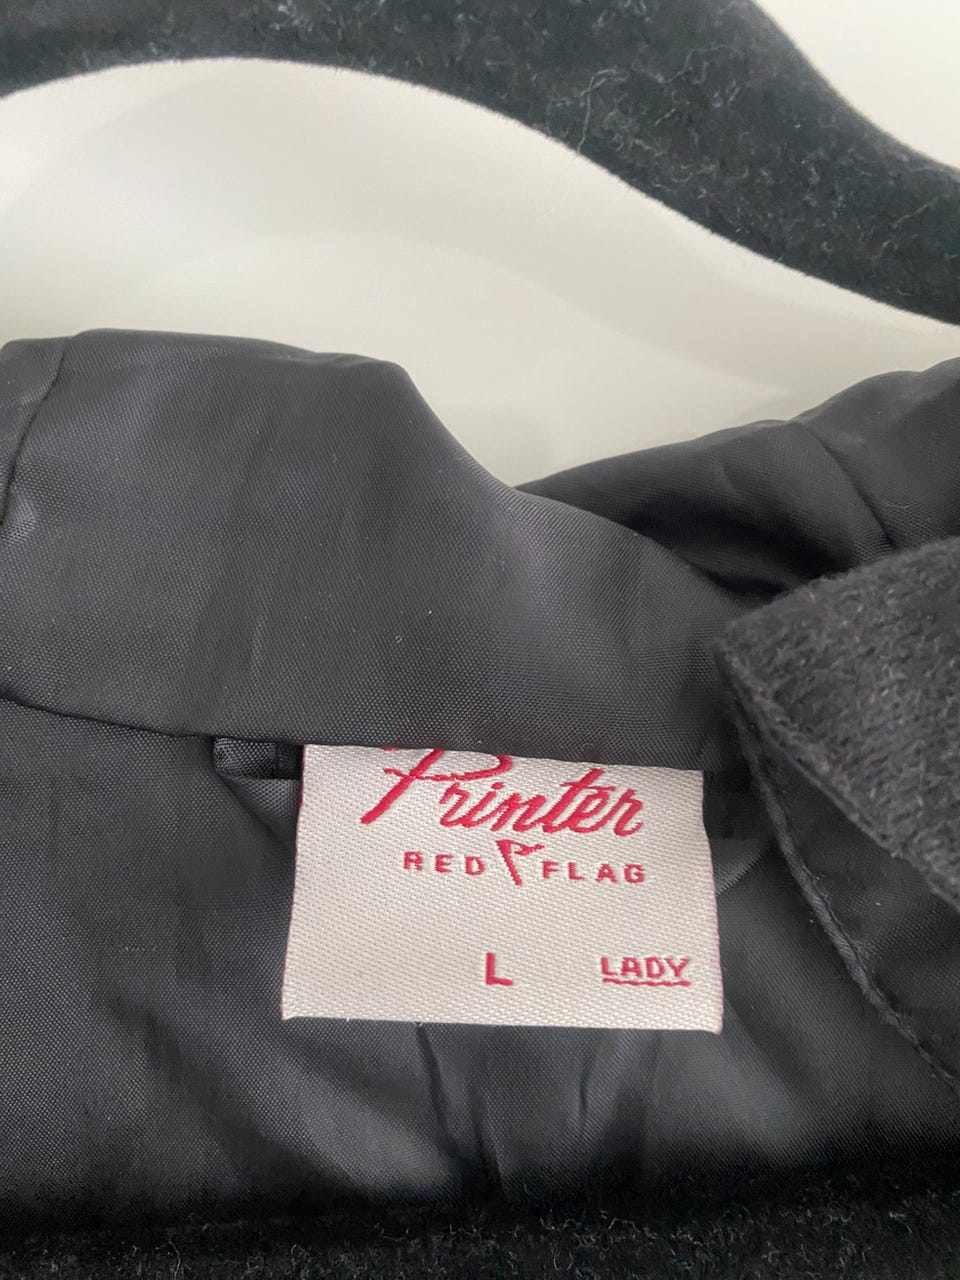 Printer
RED FLAG
L LADY